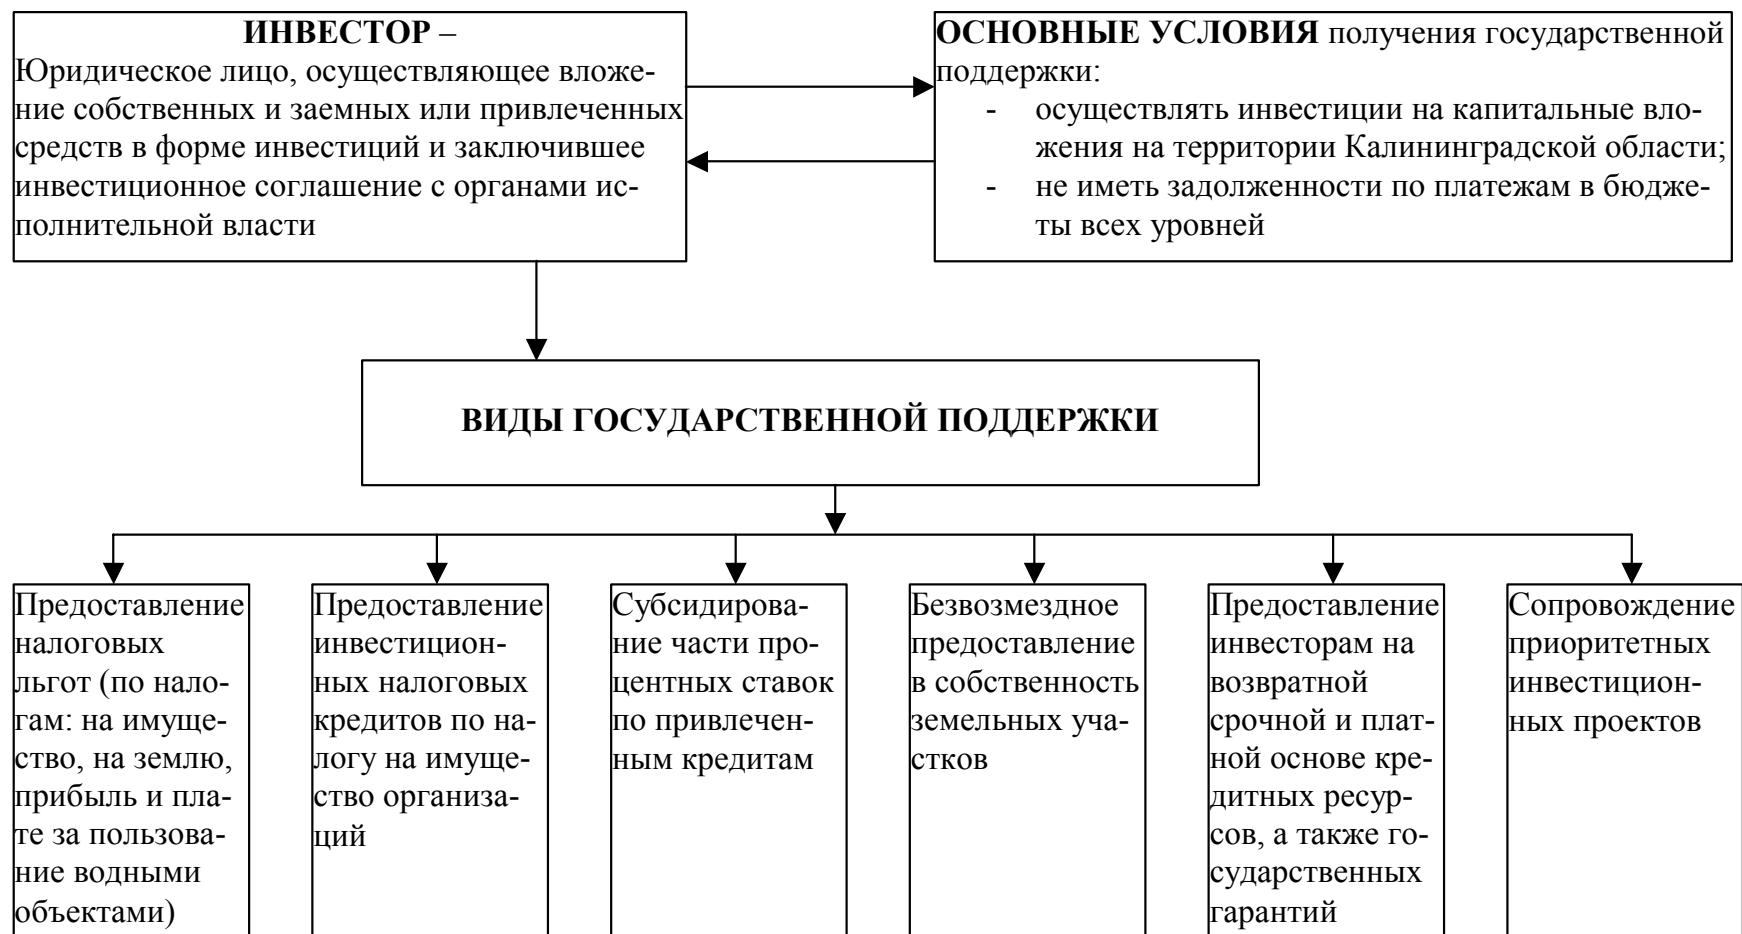 ИНВЕСТОР –
Юридическое лицо, осуществляющее вложе-
ние собственных и заемных или привлеченных
средств в форме инвестиций и заключившее
инвестиционное соглашение с органами ис-
полнительной власти
ОСНОВНЫЕ УСЛОВИЯ получения государственной
поддержки:
- осуществлять инвестиции на капитальные вло-
жения на территории Калининградской области;
- не иметь задолженности по платежам в бюдже-
ты всех уровней
ВИДЫ ГОСУДАРСТВЕННОЙ ПОДДЕРЖКИ
Предоставление
налоговых
льгот (по нало-
гам: на имуще-
ство, на землю,
прибыль и пла-
те за пользова-
ние водными
объектами)
Предоставление
инвестицион-
ных налоговых
кредитов по на-
логу на имуще-
ство организа-
ций
Субсидирова-
ние части про-
центных ставок
по привлечен-
ным кредитам
Безвозмездное
предоставление
в собственность
земельных уча-
стков
Предоставление
инвесторам на
возвратной
срочной и плат-
ной основе кре-
дитных ресур-
сов, а также го-
сударственных
гарантий
Сопровождение
приоритетных
инвестицион-
ных проектов